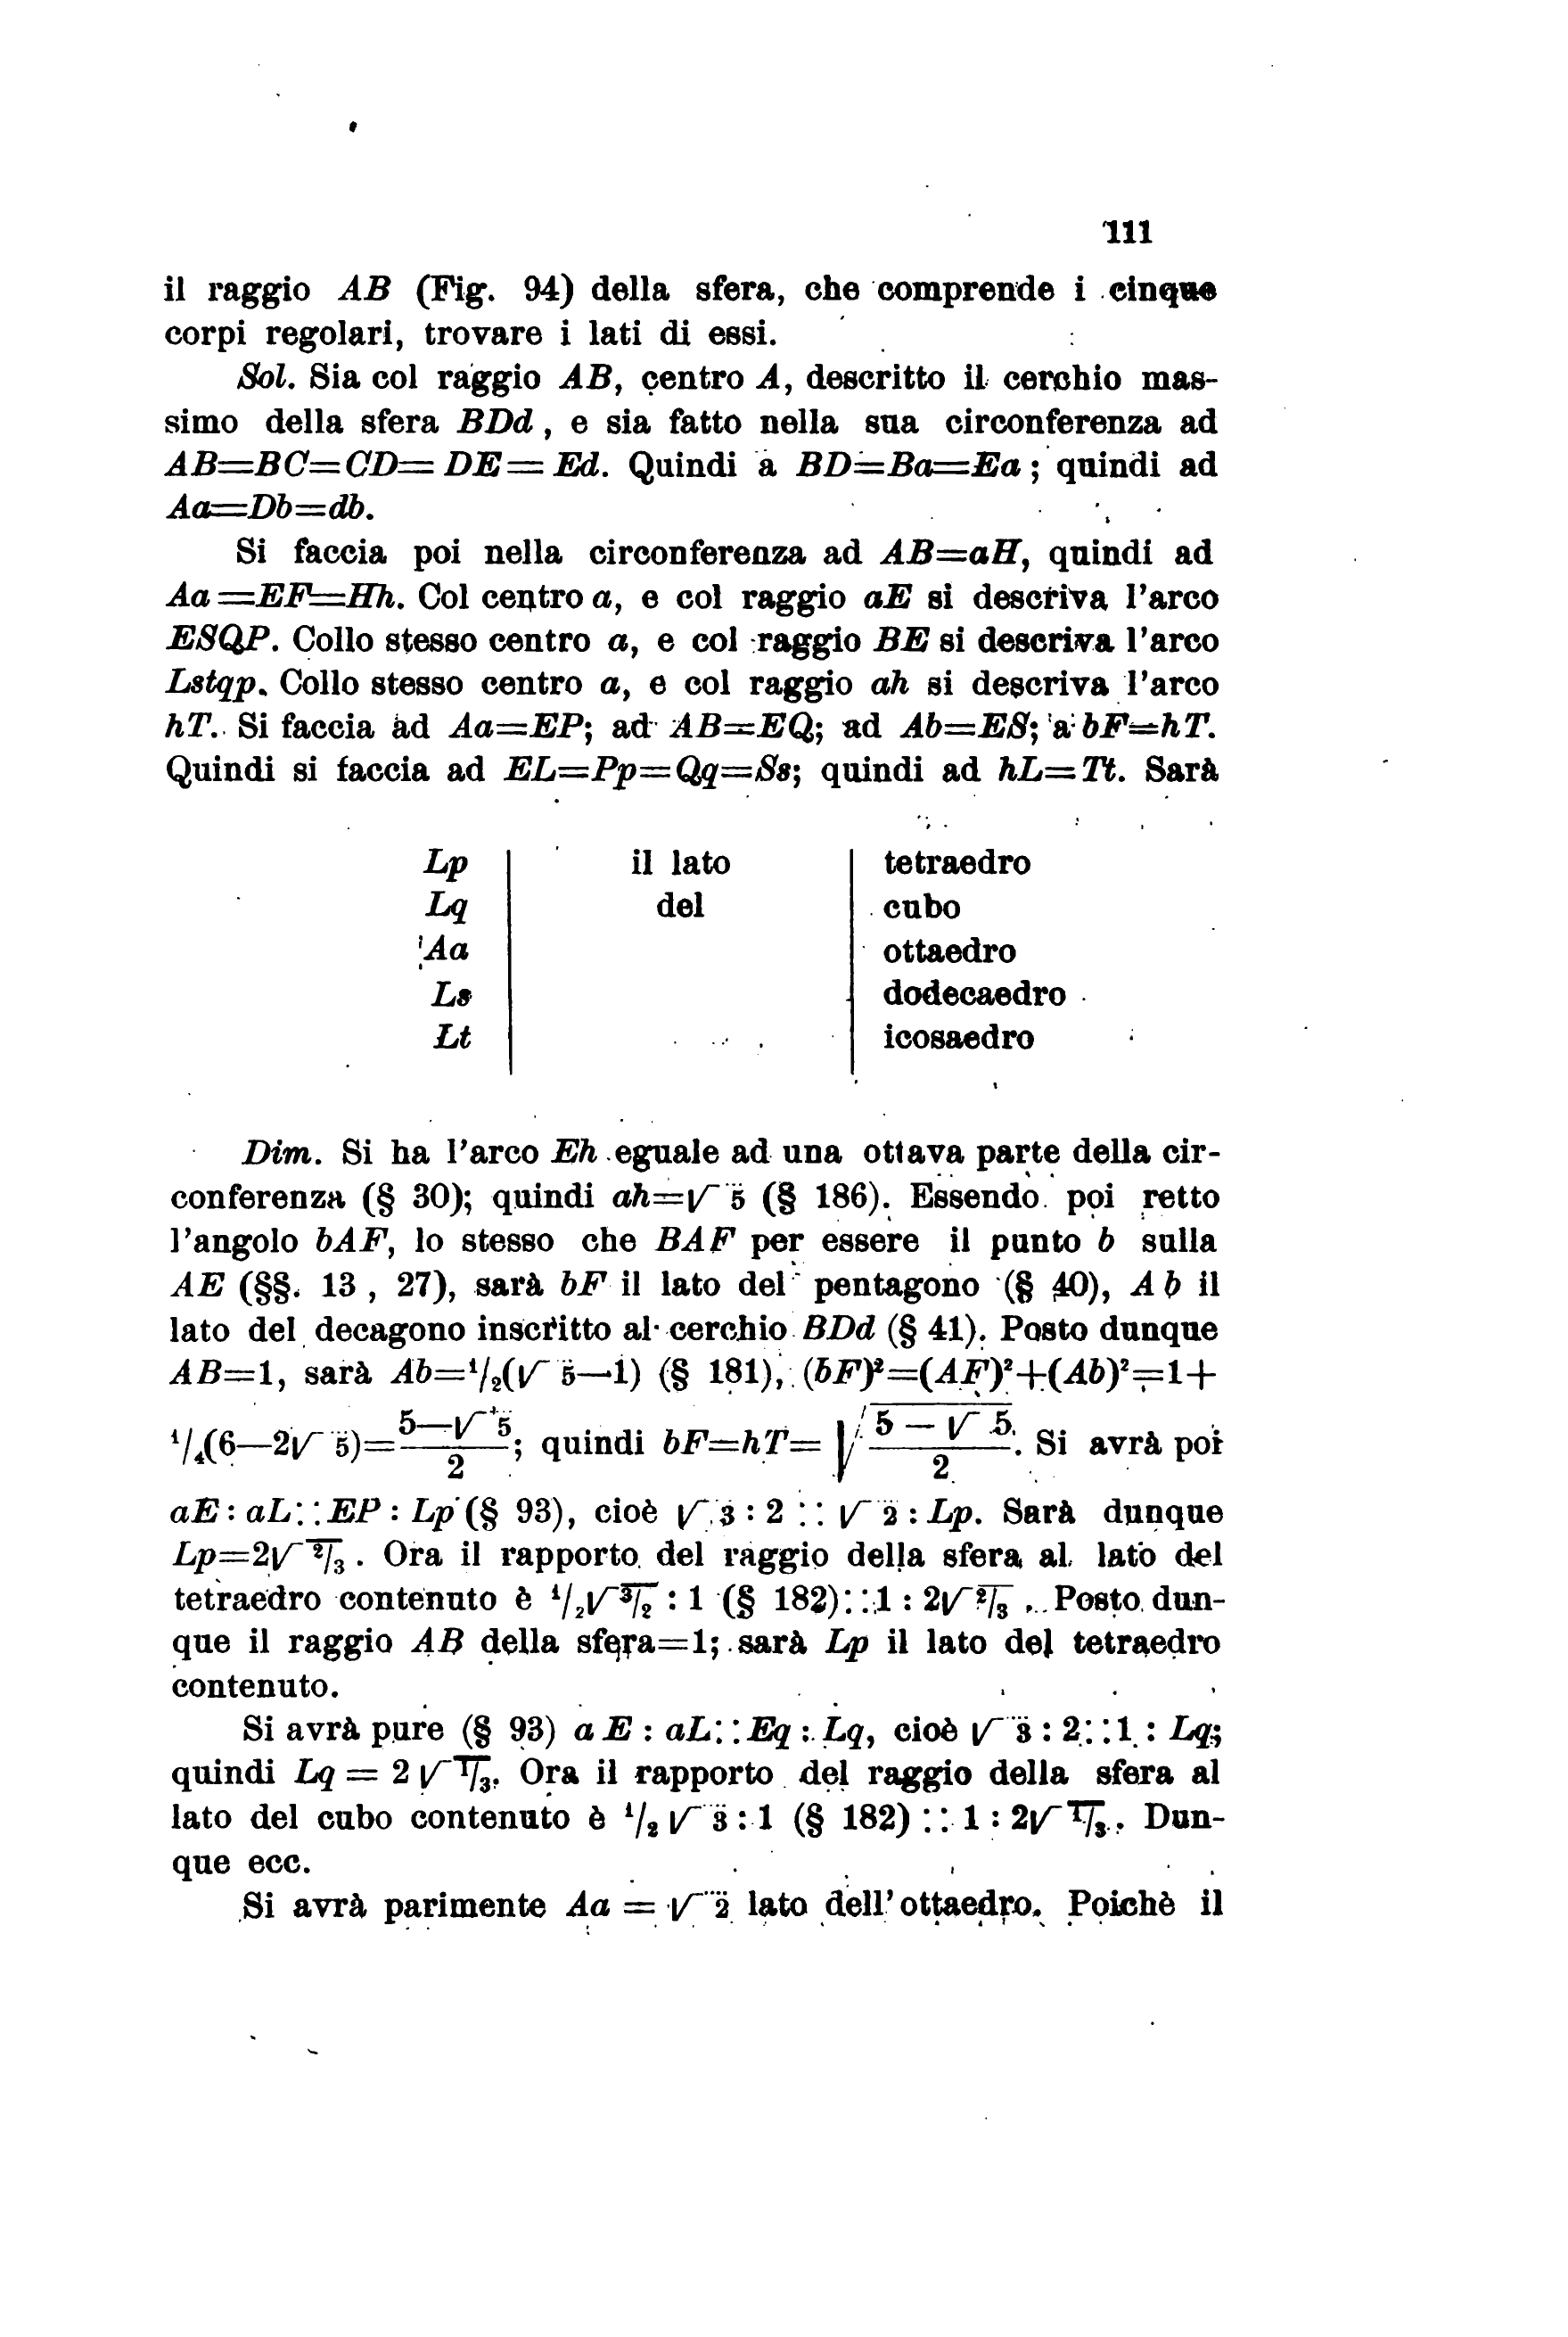 111
il raggio AB (Fig. 94) della sfera, che comprende i cinque
corpi regolari, trovare i lati di essi.
Sol. Sia col raggio AB, centro A, descritto il cerchio mas-
simo della sfera BDd, e sia fatto nella sua circonferenza ad
AB=BC=CD=DE=Ed. Quindi a BD=Ba=Ea; quindi ad
Aa=Db=db.
Si faccia poi nella circonferenza ad AB=aH, quindi ad
Aa=EF=Hh. Col centro a, e col raggio aE si descriva l'arco
ESQP. Collo stesso centro a, e col raggio BE si descriva l'arco
Lstqp. Collo stesso centro a, e col raggio ah si descriva l'arco
hT. Si faccia ad Aa=EP; ad AB=EQ; ad Ab=ES; a bF=hT.
Quindi si faccia ad EL=Pp=Qq=Ss; quindi ad hL=Tt. Sarà
Lp | il lato | tetraedro
Lq | del | cubo
Aa | ottaedro
Ls | dodecaedro
Lt | icosaedro
Dim. Si ha l'arco Eh eguale ad una ottava parte della cir-
conferenza (§ 30); quindi ah=√5 (§ 186). Essendo poi retto
l'angolo bAF, lo stesso che BAF per essere il punto b sulla
AE (§§. 13, 27), sarà bF il lato del pentagono (§ 40), Ab il
lato del decagono inscritto al cerchio BDd (§ 41). Posto dunque
AB=1, sarà Ab=¹/₂(√5—1) (§ 181), (bF)²=(AF)²+(Ab)²=1+
¹/₄(6—2√5)=(5—√5)/2; quindi bF=hT=√((5—√5)/2). Si avrà poi
aE : aL : : EP : Lp (§ 93), cioè √3 : 2 : : √2 : Lp. Sarà dunque
Lp=2√²/₃. Ora il rapporto del raggio della sfera al lato del
tetraedro contenuto è ¹/₂√³/₂ : 1 (§ 182) : : 1 : 2√²/₃. Posto dun-
que il raggio AB della sfera=1; sarà Lp il lato del tetraedro
contenuto.
Si avrà pure (§ 93) aE : aL : : Eq : Lq, cioè √3 : 2 : : 1 : Lq;
quindi Lq = 2√¹/₃. Ora il rapporto del raggio della sfera al
lato del cubo contenuto è ¹/₂√3 : 1 (§ 182) : : 1 : 2√¹/₃. Dun-
que ecc.
Si avrà parimente Aa = √2 lato dell'ottaedro. Poichè il